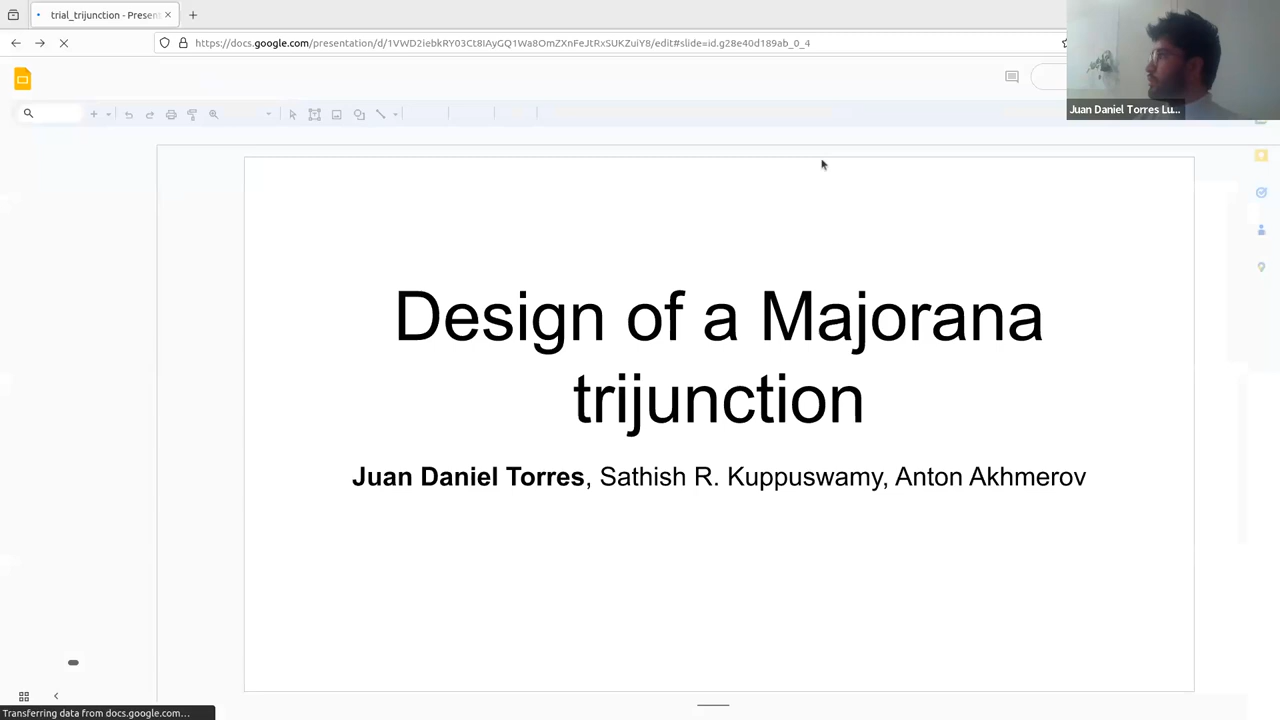 trial_trijunction - Present
https://docs.google.com/presentation/d/1VWD2iebkRY03Ct8IAyGQ1Wa8OmZXnFeJtRxSUKZuiY8/edit#slide=id.g28e40d189ab_0_4
Juan Daniel Torres Lu...
Design of a Majorana
trijunction
Juan Daniel Torres, Sathish R. Kuppuswamy, Anton Akhmerov
Transferring data from docs.google.com...